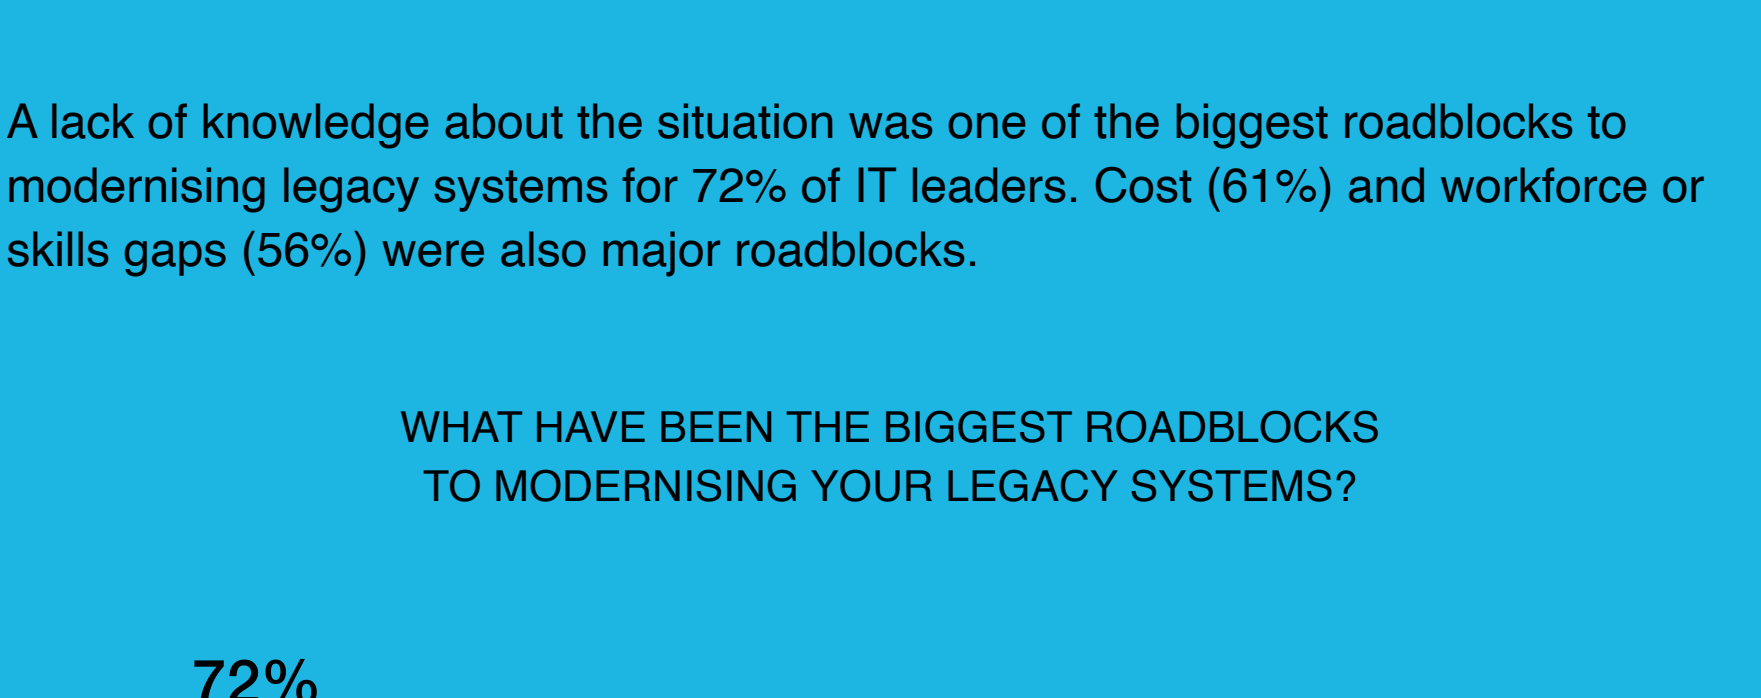 A lack of knowledge about the situation was one of the biggest roadblocks to
modernising legacy systems for 72% of IT leaders. Cost (61%) and workforce or
skills gaps (56%) were also major roadblocks.
WHAT HAVE BEEN THE BIGGEST ROADBLOCKS
TO MODERNISING YOUR LEGACY SYSTEMS?
72%